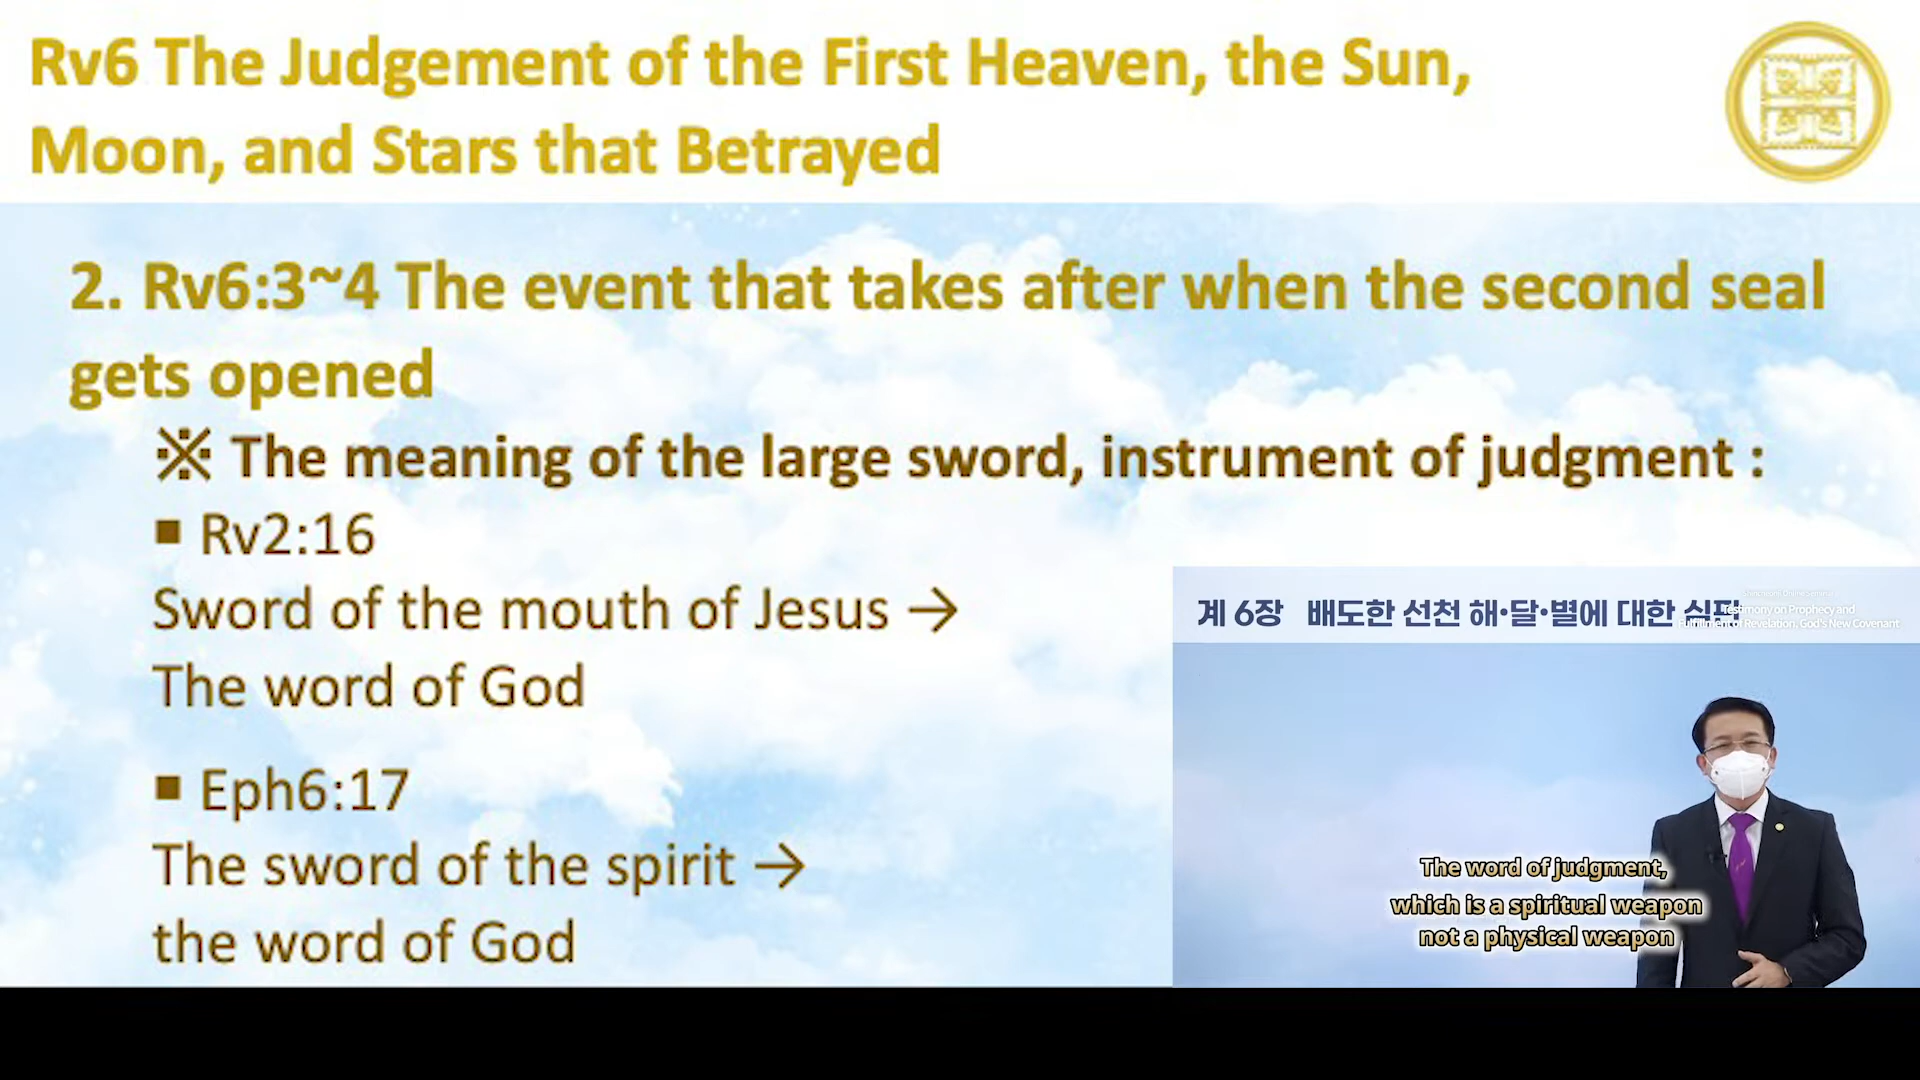 Rv6 The Judgement of the First Heaven, the Sun,
Moon, and Stars that Betrayed
2. Rv6:3~4 The event that takes after when the second seal
gets opened
※ The meaning of the large sword, instrument of judgment :
■ Rv2:16
Sword of the mouth of Jesus →
The word of God
■ Eph6:17
The sword of the spirit →
the word of God
계 6장 배도한 선천 해•달•별에 대한 심판
Testimony on Prophecy and
Fulfillment of Revelation, God's New Covenant
The word of judgment,
which is a spiritual weapon
not a physical weapon